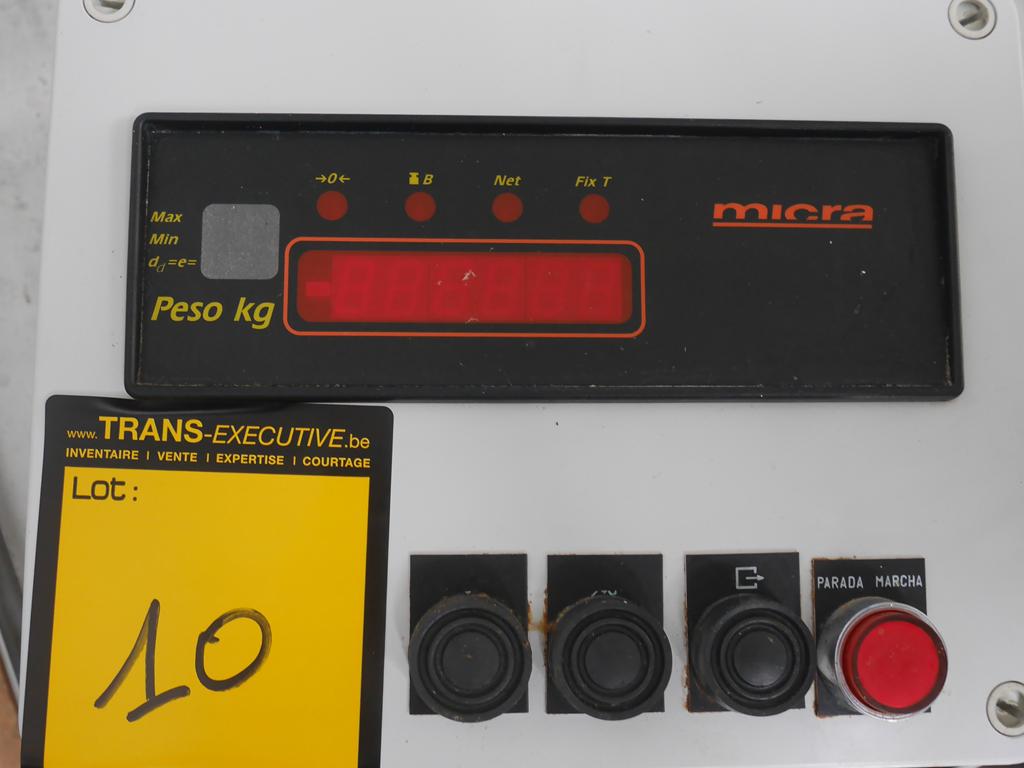 →0← B Net Fix T
micra
Max
Min
d d =e=
Peso kg
www.TRANS-EXECUTIVE.be
INVENTAIRE | VENTE | EXPERTISE | COURTAGE
Lot:
10
PARADA MARCHA